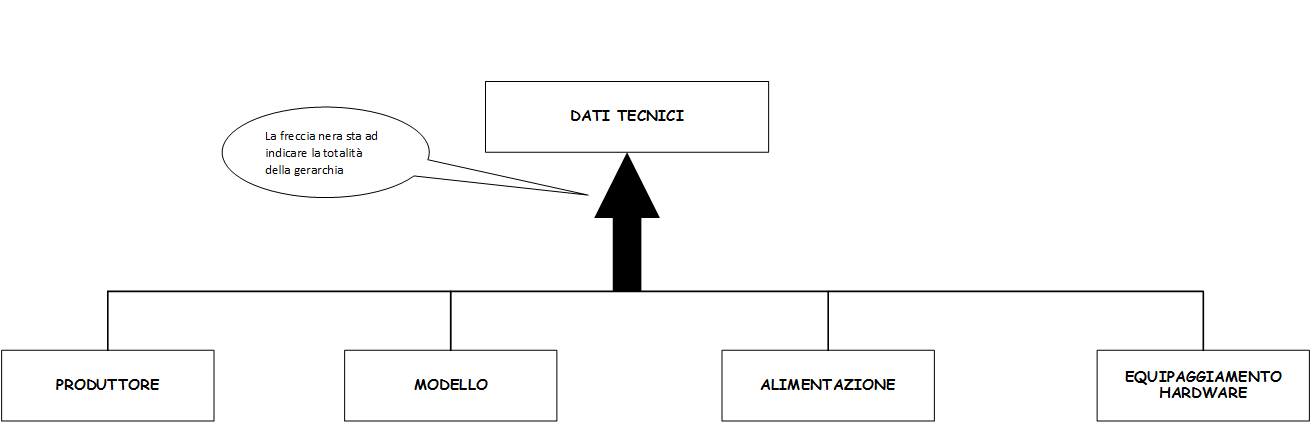 DATI TECNICI
La freccia nera sta ad
indicare la totalità
della gerarchia
PRODUTTORE
MODELLO
ALIMENTAZIONE
EQUIPAGGIAMENTO
HARDWARE